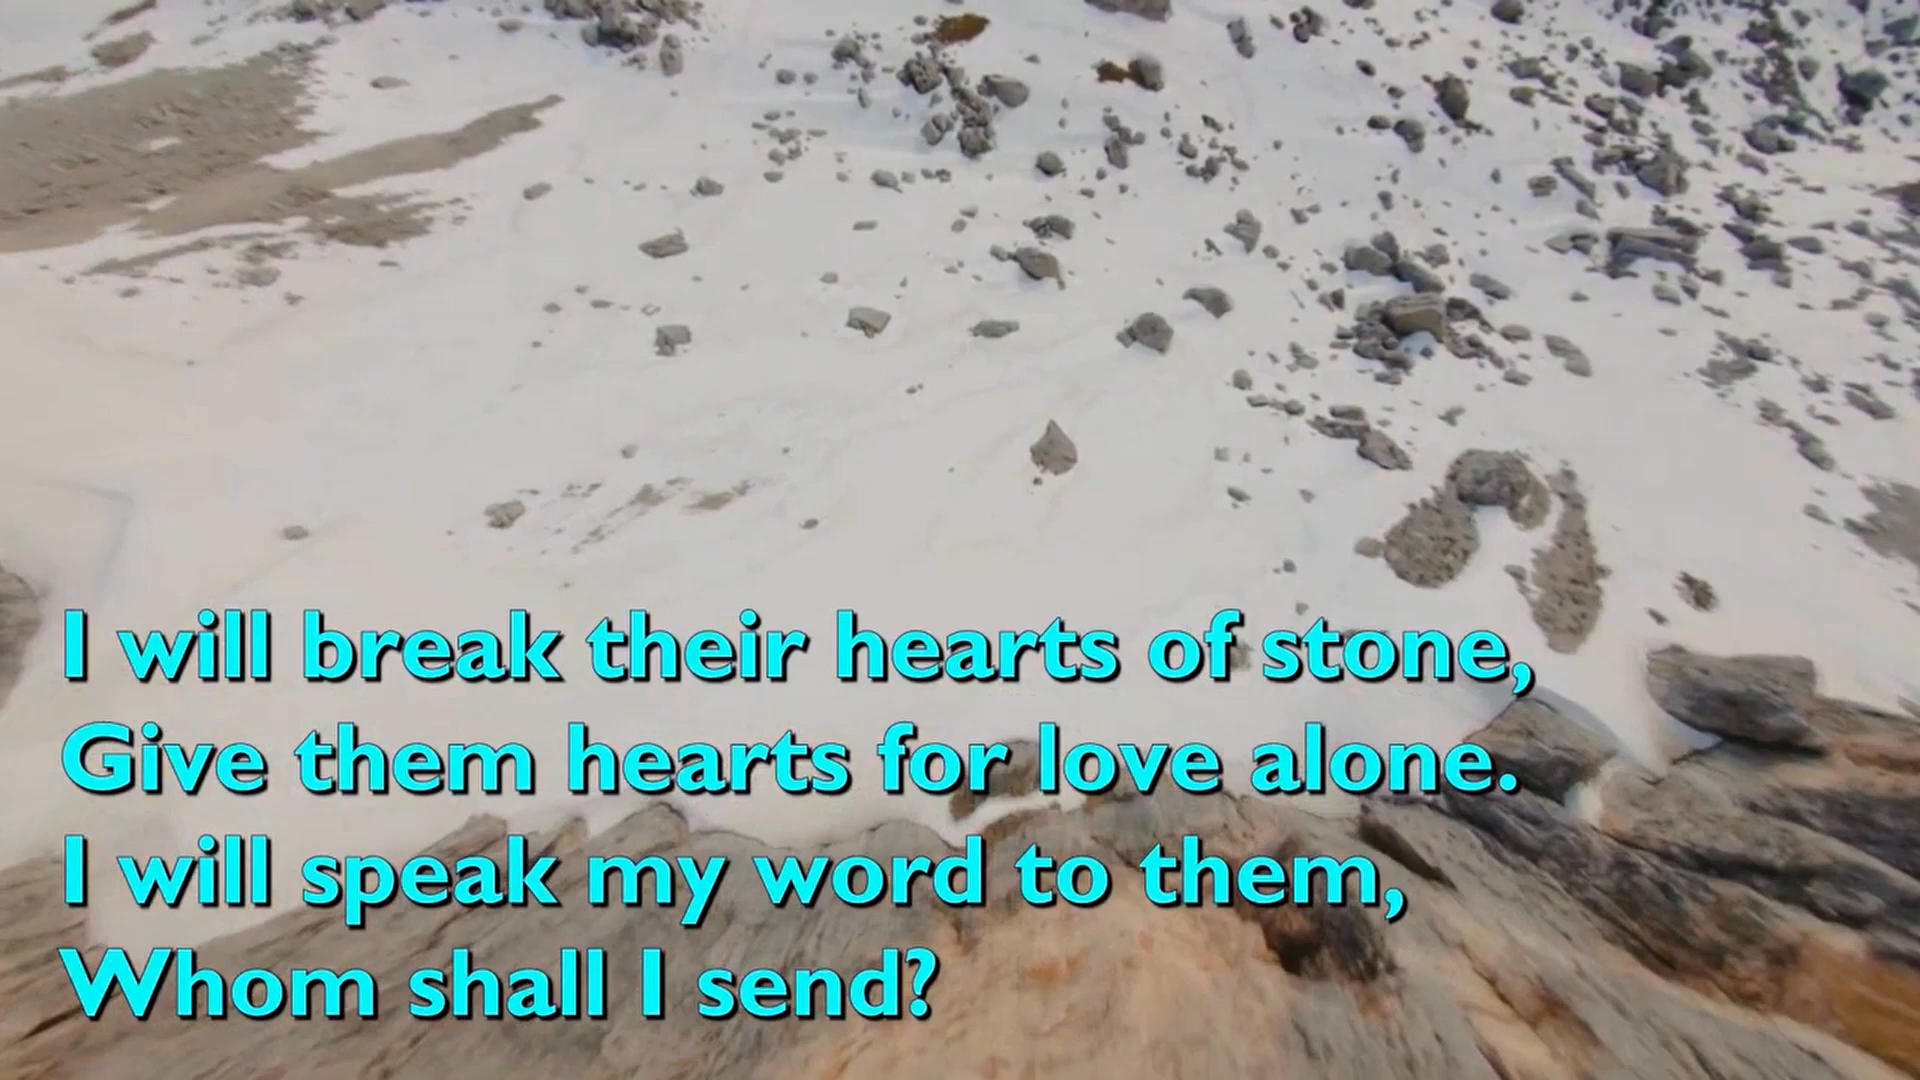 I will break their hearts of stone,
Give them hearts for love alone.
I will speak my word to them,
Whom shall I send?